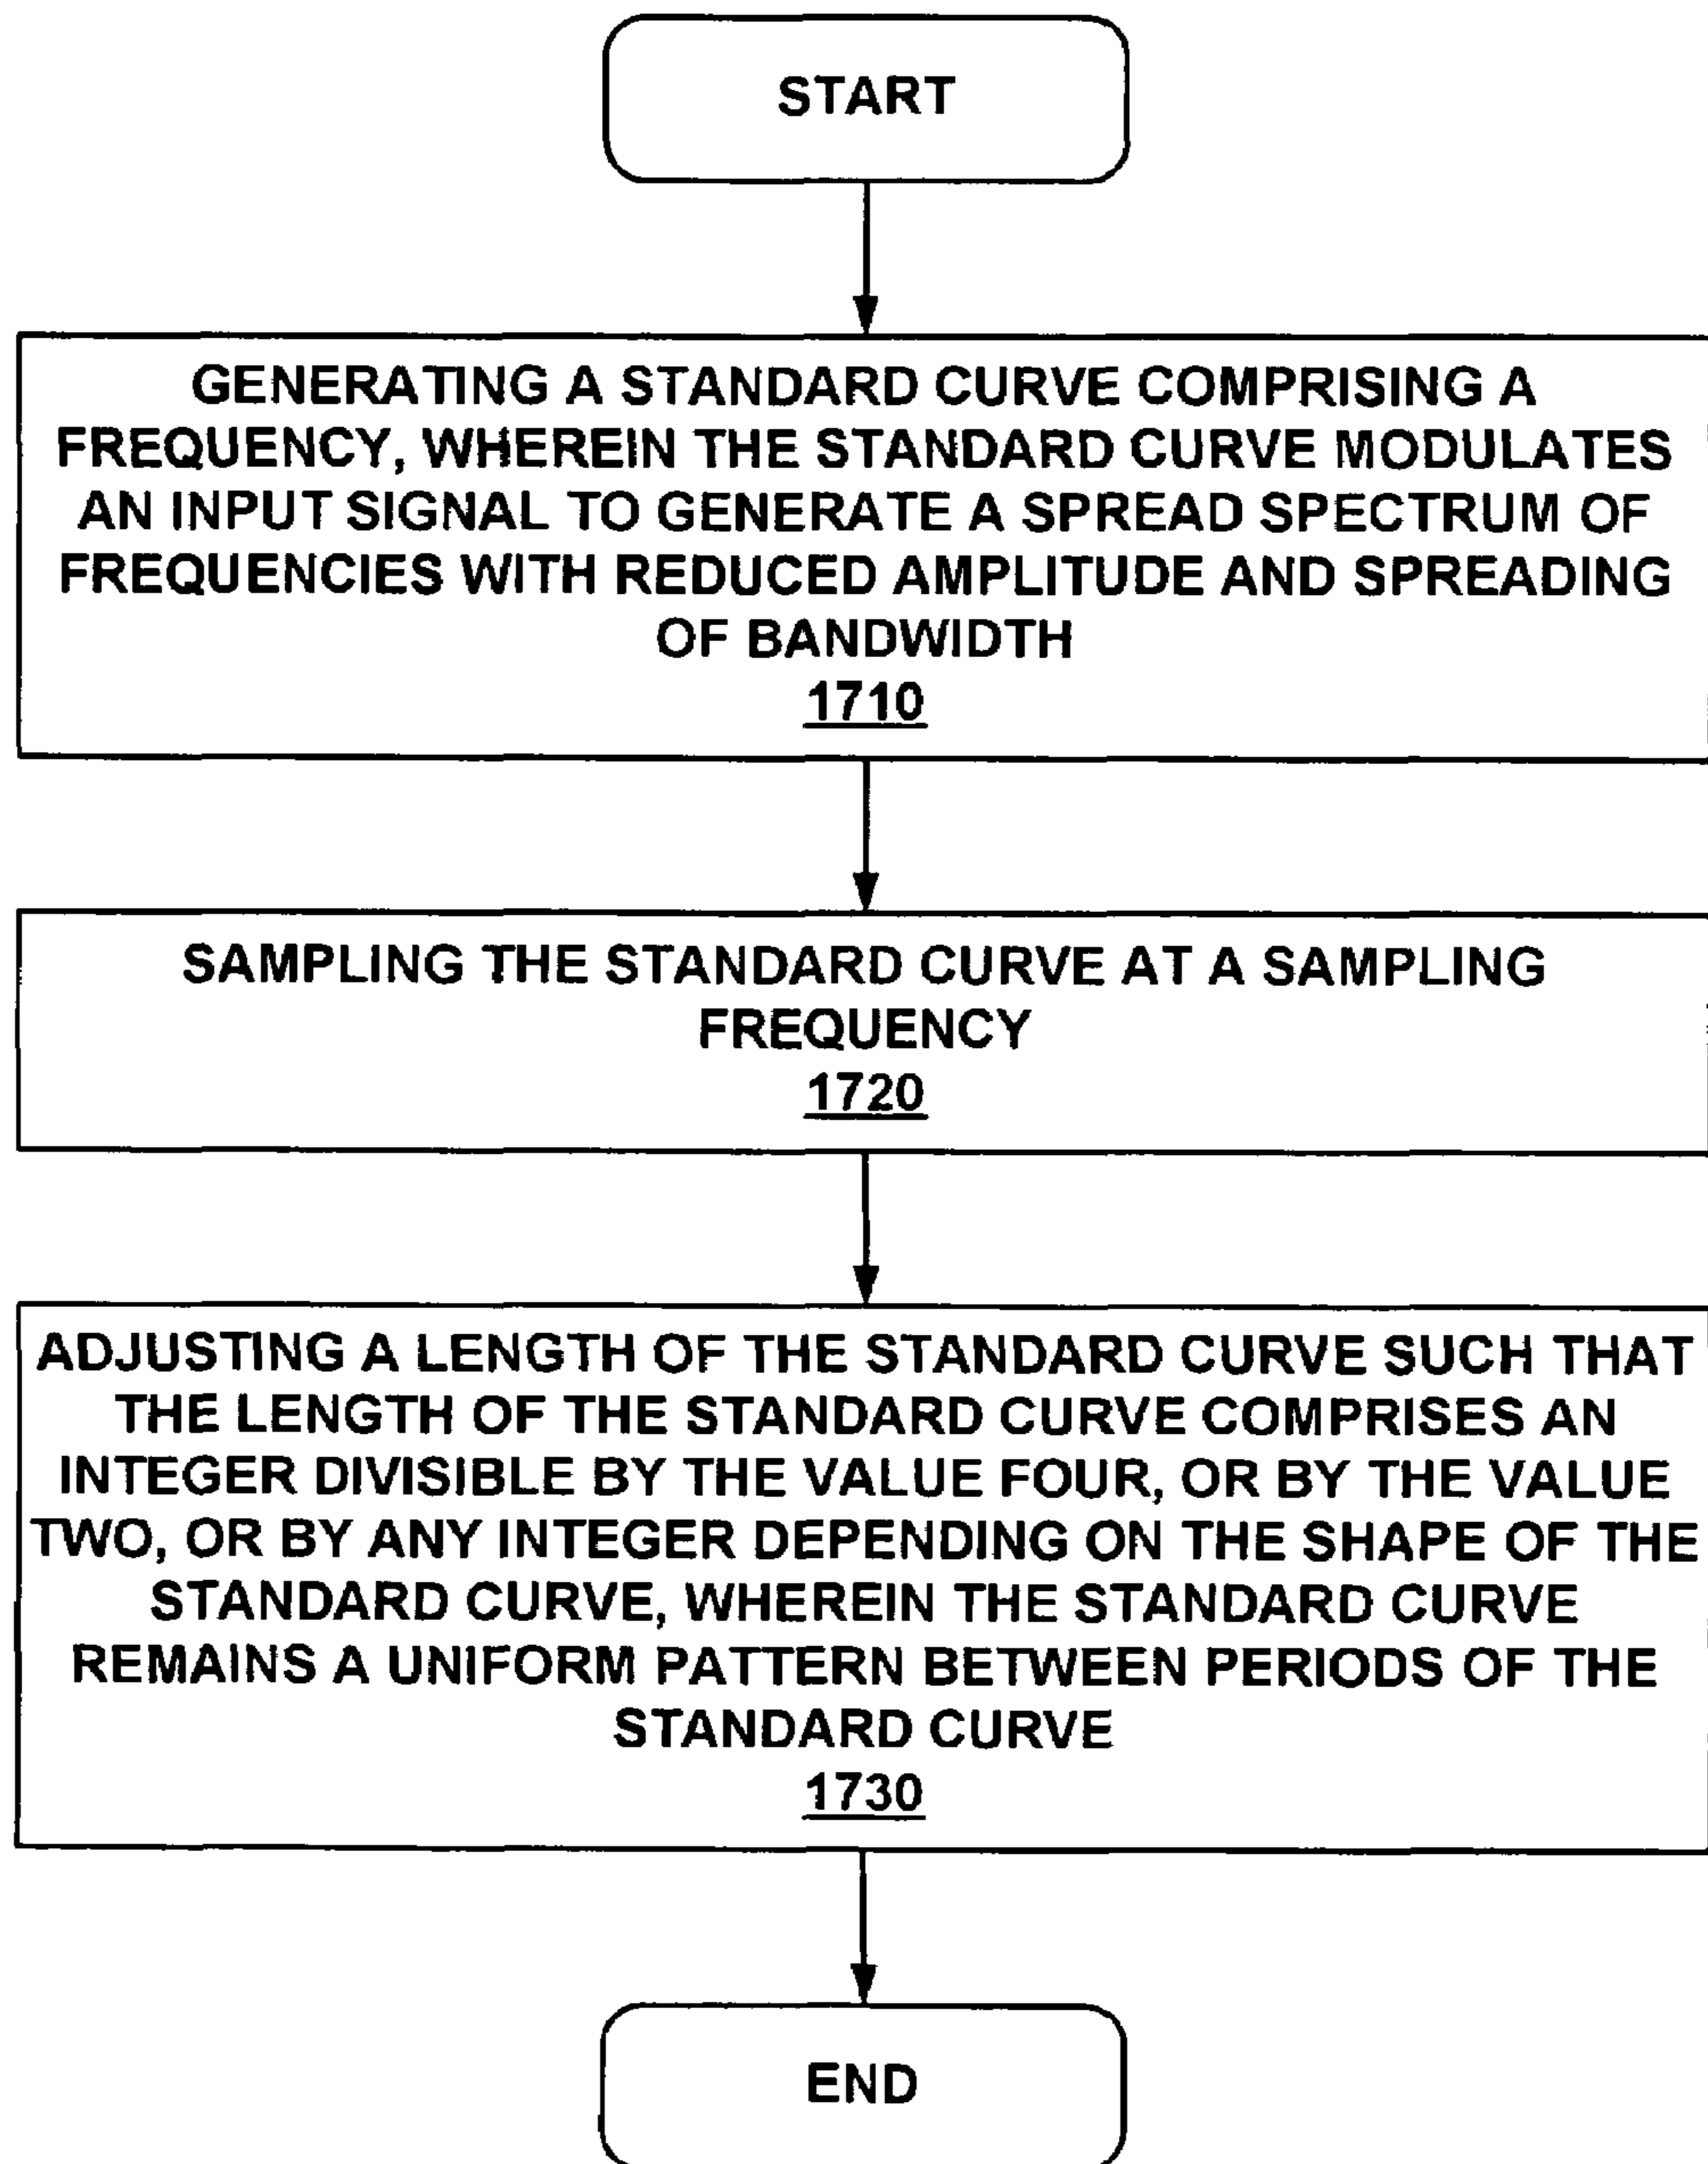 START
GENERATING A STANDARD CURVE COMPRISING A
FREQUENCY, WHEREIN THE STANDARD CURVE MODULATES
AN INPUT SIGNAL TO GENERATE A SPREAD SPECTRUM OF
FREQUENCIES WITH REDUCED AMPLITUDE AND SPREADING
OF BANDWIDTH
1710
SAMPLING THE STANDARD CURVE AT A SAMPLING
FREQUENCY
1720
ADJUSTING A LENGTH OF THE STANDARD CURVE SUCH THAT
THE LENGTH OF THE STANDARD CURVE COMPRISES AN
INTEGER DIVISIBLE BY THE VALUE FOUR, OR BY THE VALUE
TWO, OR BY ANY INTEGER DEPENDING ON THE SHAPE OF THE
STANDARD CURVE, WHEREIN THE STANDARD CURVE
REMAINS A UNIFORM PATTERN BETWEEN PERIODS OF THE
STANDARD CURVE
1730
END